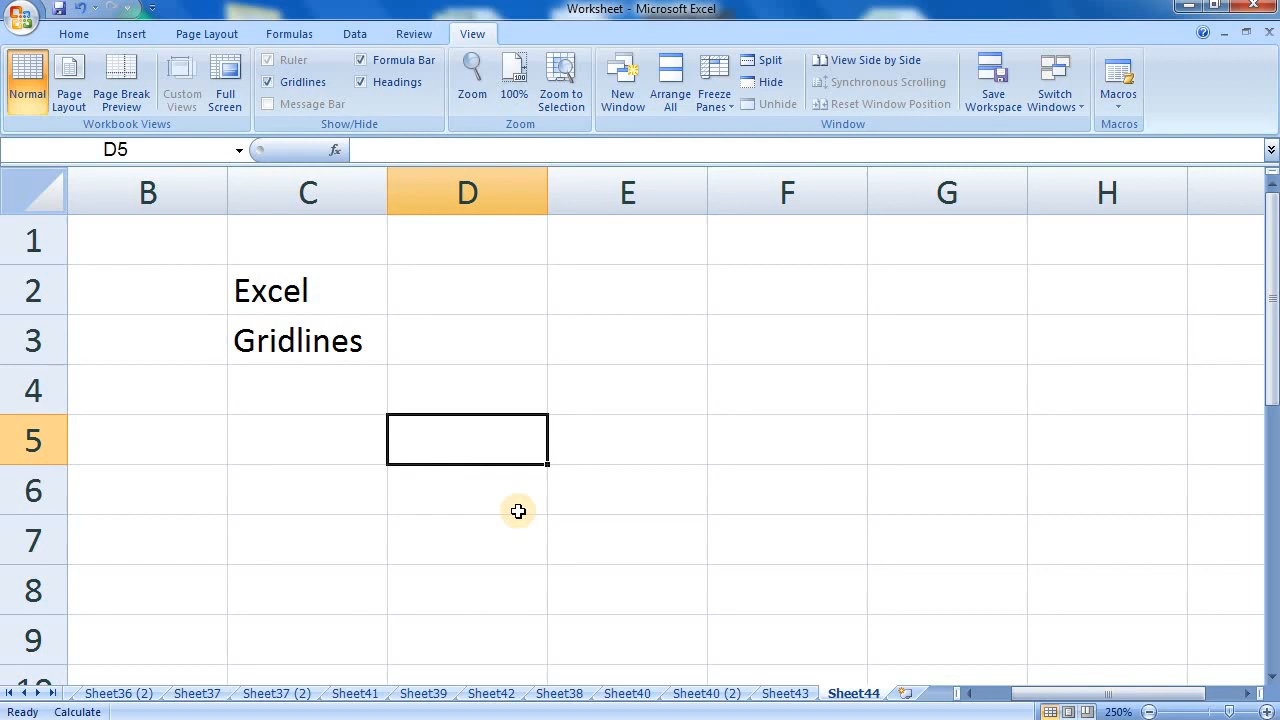 Worksheet - Microsoft Excel
Home Insert Page Layout Formulas Data Review View
Normal Page Layout Page Break Preview Custom Views Full Screen
Workbook Views
Ruler Formula Bar
Gridlines Headings
Message Bar
Show/Hide
Zoom 100% Zoom to Selection
Zoom
New Window Arrange All Freeze Panes
Split View Side by Side
Hide Synchronous Scrolling
Unhide Reset Window Position
Save Workspace Switch Windows
Window
Macros
Macros
D5 fx
B C D E F G H
1
2 Excel
3 Gridlines
4
5
6
7
8
9
10
Sheet36 (2) Sheet37 Sheet37 (2) Sheet41 Sheet39 Sheet42 Sheet38 Sheet40 Sheet40 (2) Sheet43 Sheet44
Ready Calculate 250%